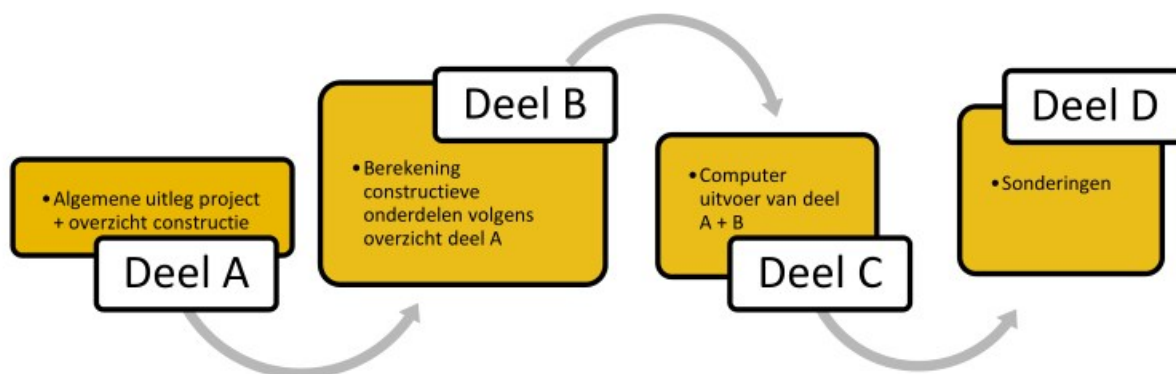 • Algemene uitleg project
+ overzicht constructie
Deel A
Deel B
• Berekening
constructieve
onderdelen volgens
overzicht deel A
• Computer
uitvoer van deel
A + B
Deel C
Deel D
• Sonderingen